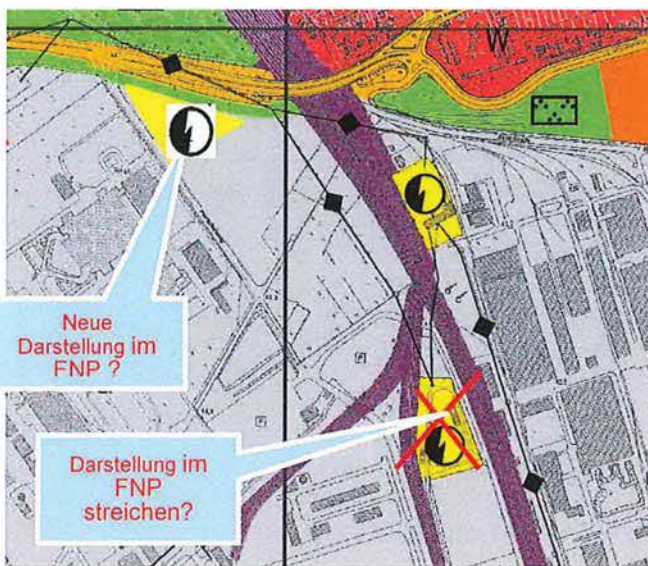 W
Neue
Darstellung im
FNP ?
Darstellung im
FNP
streichen?